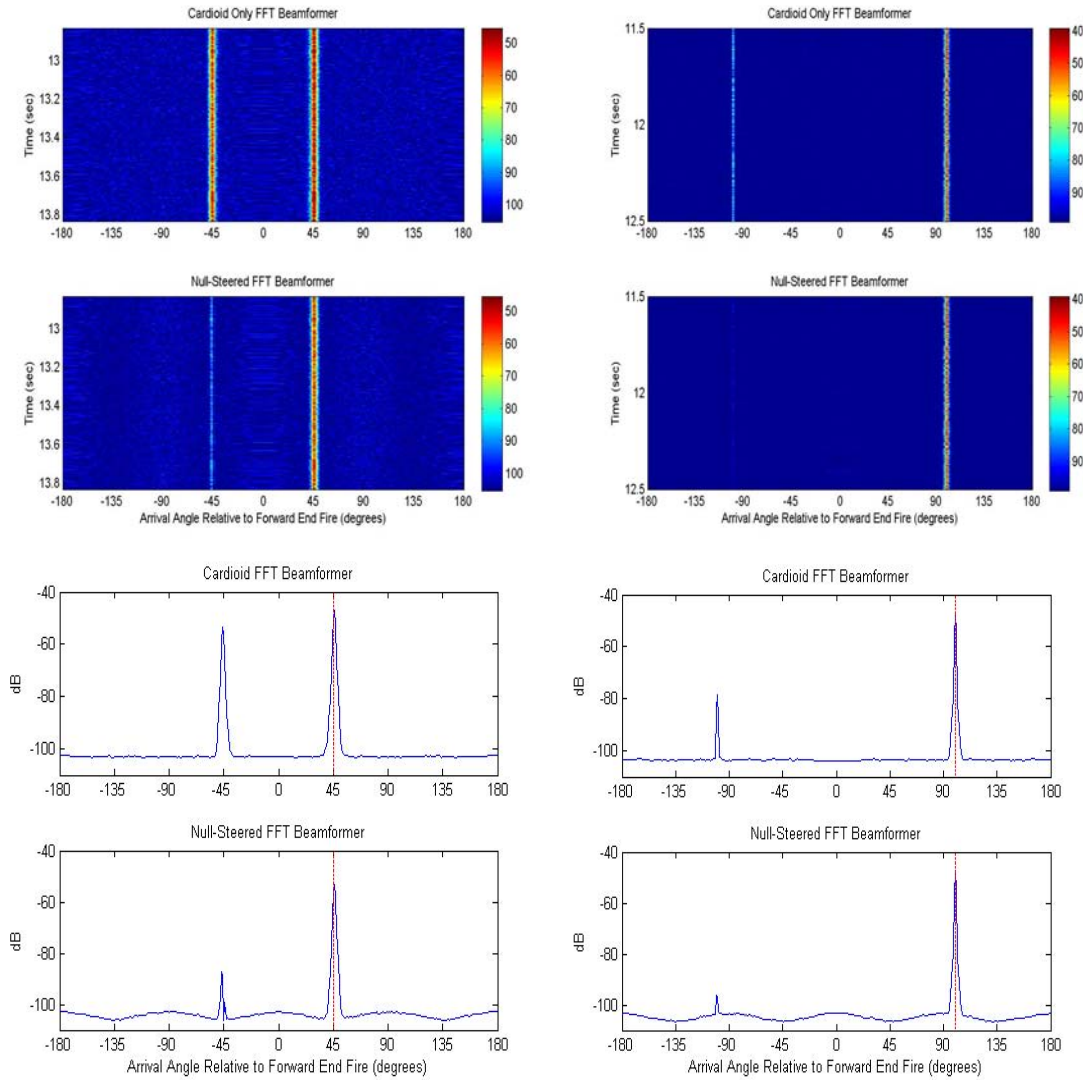 Cardioid Only FFT Beamformer
Time (sec)
13
13.2
13.4
13.6
13.8
-180 -135 -90 -45 0 45 90 135 180
50
60
70
80
90
100
Cardioid Only FFT Beamformer
Time (sec)
11.5
12
12.5
-180 -135 -90 -45 0 45 90 135 180
40
50
60
70
80
90
Null-Steered FFT Beamformer
Time (sec)
13
13.2
13.4
13.6
13.8
-180 -135 -90 -45 0 45 90 135 180
Arrival Angle Relative to Forward End Fire (degrees)
50
60
70
80
90
100
Null-Steered FFT Beamformer
Time (sec)
11.5
12
12.5
-180 -135 -90 -45 0 45 90 135 180
Arrival Angle Relative to Forward End Fire (degrees)
40
50
60
70
80
90
Cardioid FFT Beamformer
dB
-40
-60
-80
-100
-180 -135 -90 -45 0 45 90 135 180
Cardioid FFT Beamformer
dB
-40
-60
-80
-100
-180 -135 -90 -45 0 45 90 135 180
Null-Steered FFT Beamformer
dB
-40
-60
-80
-100
-180 -135 -90 -45 0 45 90 135 180
Arrival Angle Relative to Forward End Fire (degrees)
Null-Steered FFT Beamformer
dB
-40
-60
-80
-100
-180 -135 -90 -45 0 45 90 135 180
Arrival Angle Relative to Forward End Fire (degrees)